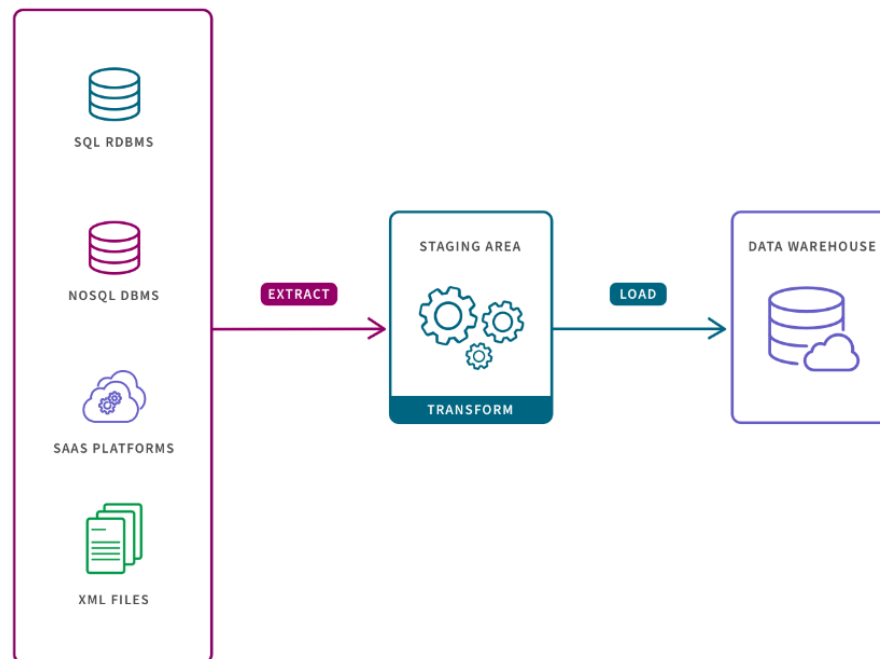 SQL RDBMS
NOSQL DBMS
SAAS PLATFORMS
XML FILES
EXTRACT
STAGING AREA
TRANSFORM
LOAD
DATA WAREHOUSE